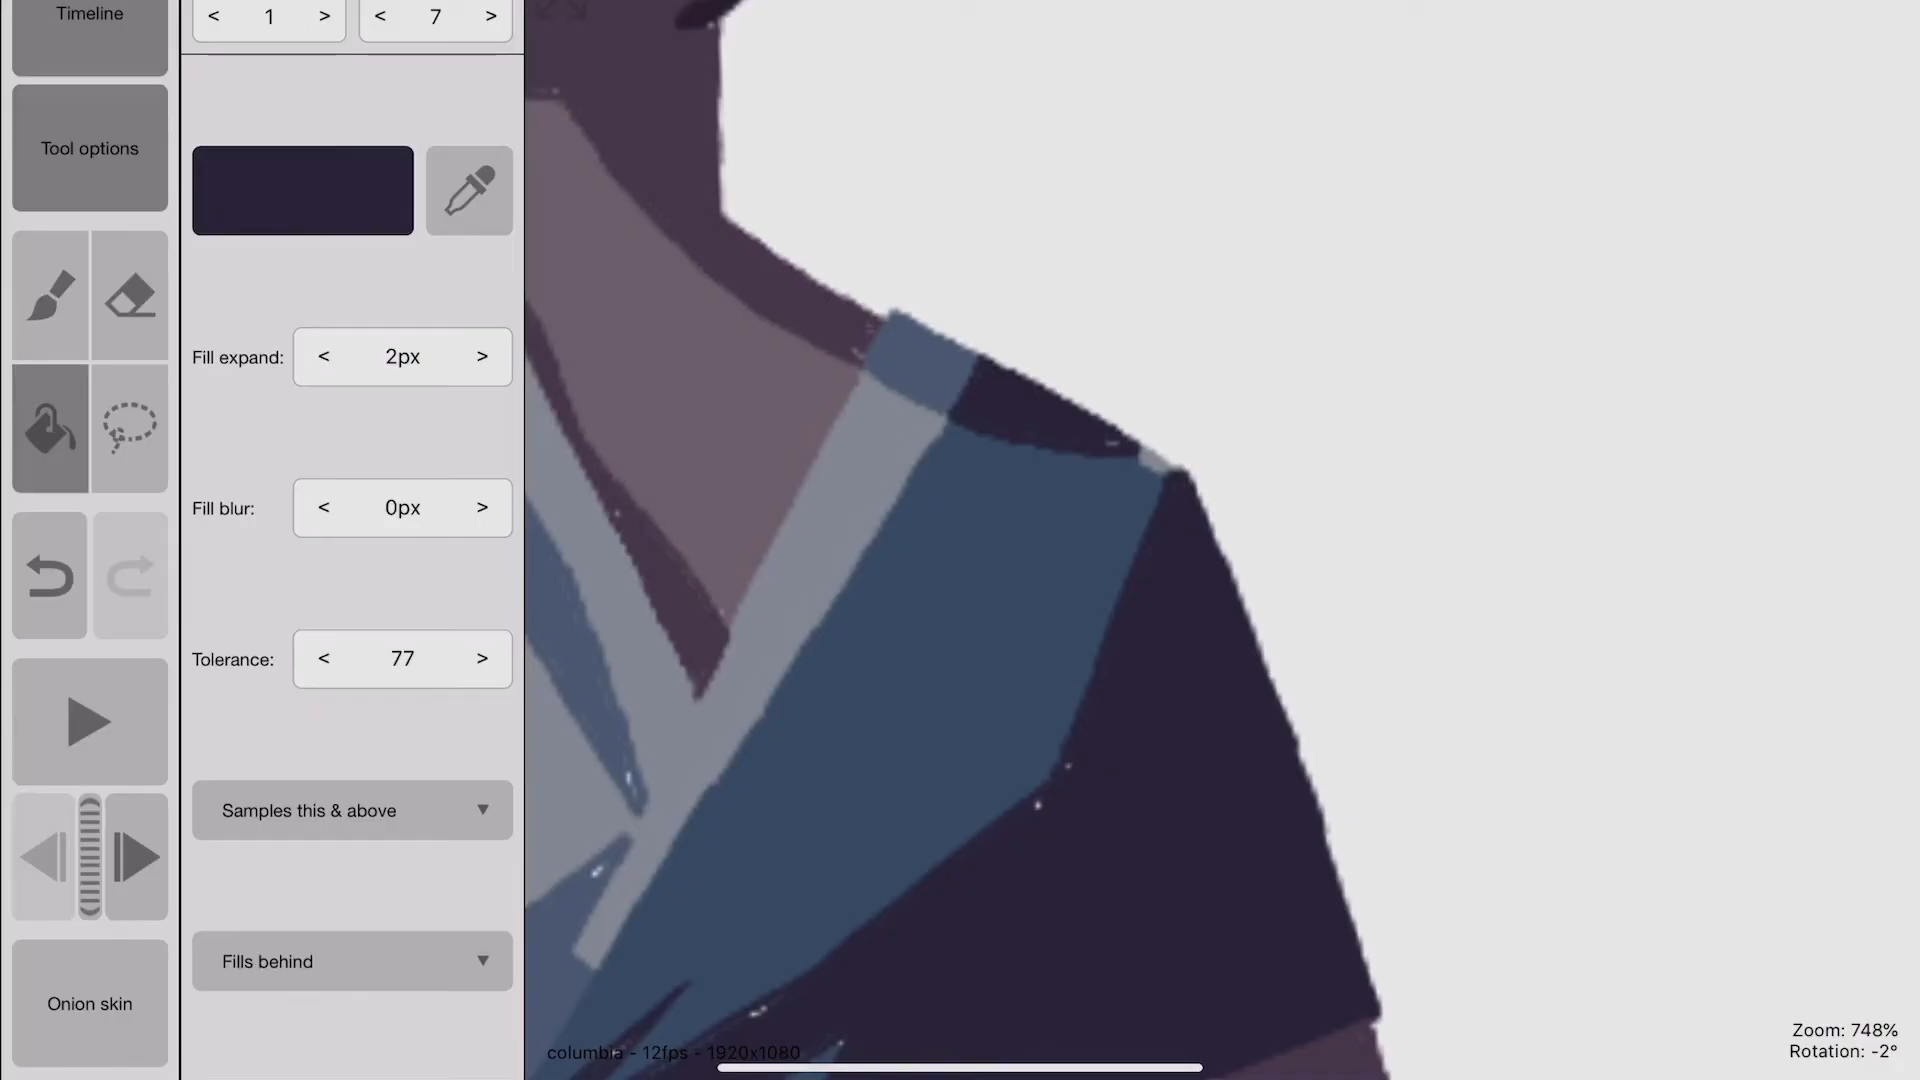 Timeline
< 1 >
< 7 >
Tool options
Fill expand:
< 2px >
Fill blur:
< 0px >
Tolerance:
< 77 >
Samples this & above
Fills behind
Onion skin
columbia - 12fps - 1920x1080
Zoom: 748%
Rotation: -2°